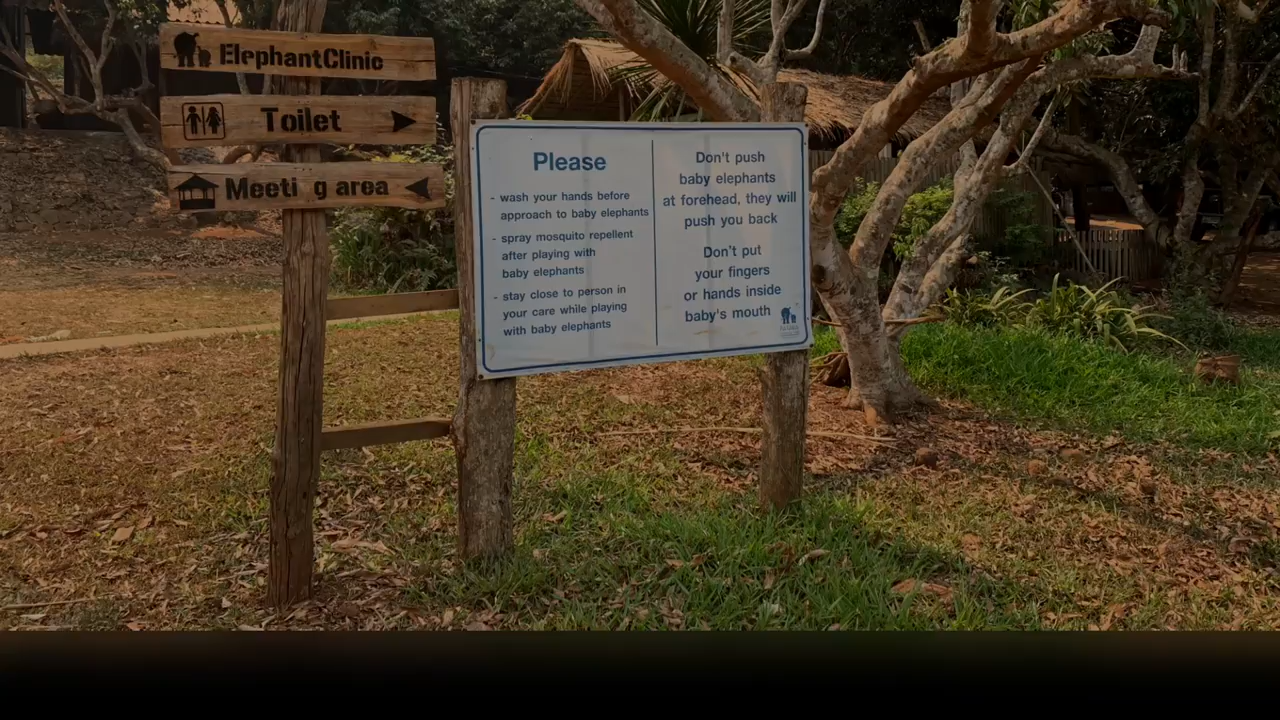 ElephantClinic
Toilet
Meeti g area
Please
- wash your hands before
approach to baby elephants
- spray mosquito repellent
after playing with
baby elephants
- stay close to person in
your care while playing
with baby elephants
Don't push
baby elephants
at forehead, they will
push you back
Don't put
your fingers
or hands inside
baby's mouth